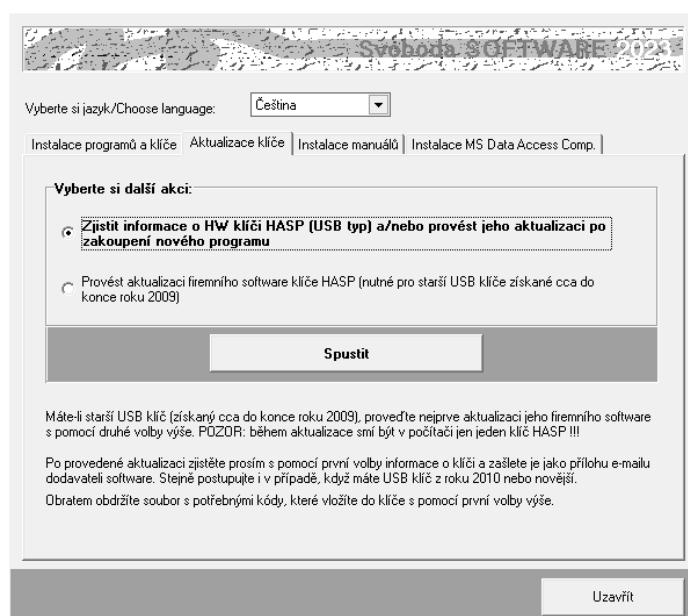 Svoboda SOFTWARE 2023
Vyberte si jazyk/Choose language: Čeština
Instalace programů a klíče Aktualizace klíče Instalace manuálů Instalace MS Data Access Comp.
Vyberte si další akci:
Zjistit informace o HW klíči HASP (USB typ) a/nebo provést jeho aktualizaci po
zakoupení nového programu
Provést aktualizaci firemního software klíče HASP (nutné pro starší USB klíče získané cca do
konce roku 2009)
Spustit
Máte-li starší USB klíč (získaný cca do konce roku 2009), proveďte nejprve aktualizaci jeho firemního software
s pomocí druhé volby výše. POZOR: během aktualizace smí být v počítači jen jeden klíč HASP !!!
Po provedené aktualizaci zjistěte prosím s pomocí první volby informace o klíči a zašlete je jako přílohu e-mailu
dodavateli software. Stejně postupujte i v případě, když máte USB klíč z roku 2010 nebo novější.
Obratem obdržíte soubor s potřebnými kódy, které vložíte do klíče s pomocí první volby výše.
Uzavřít